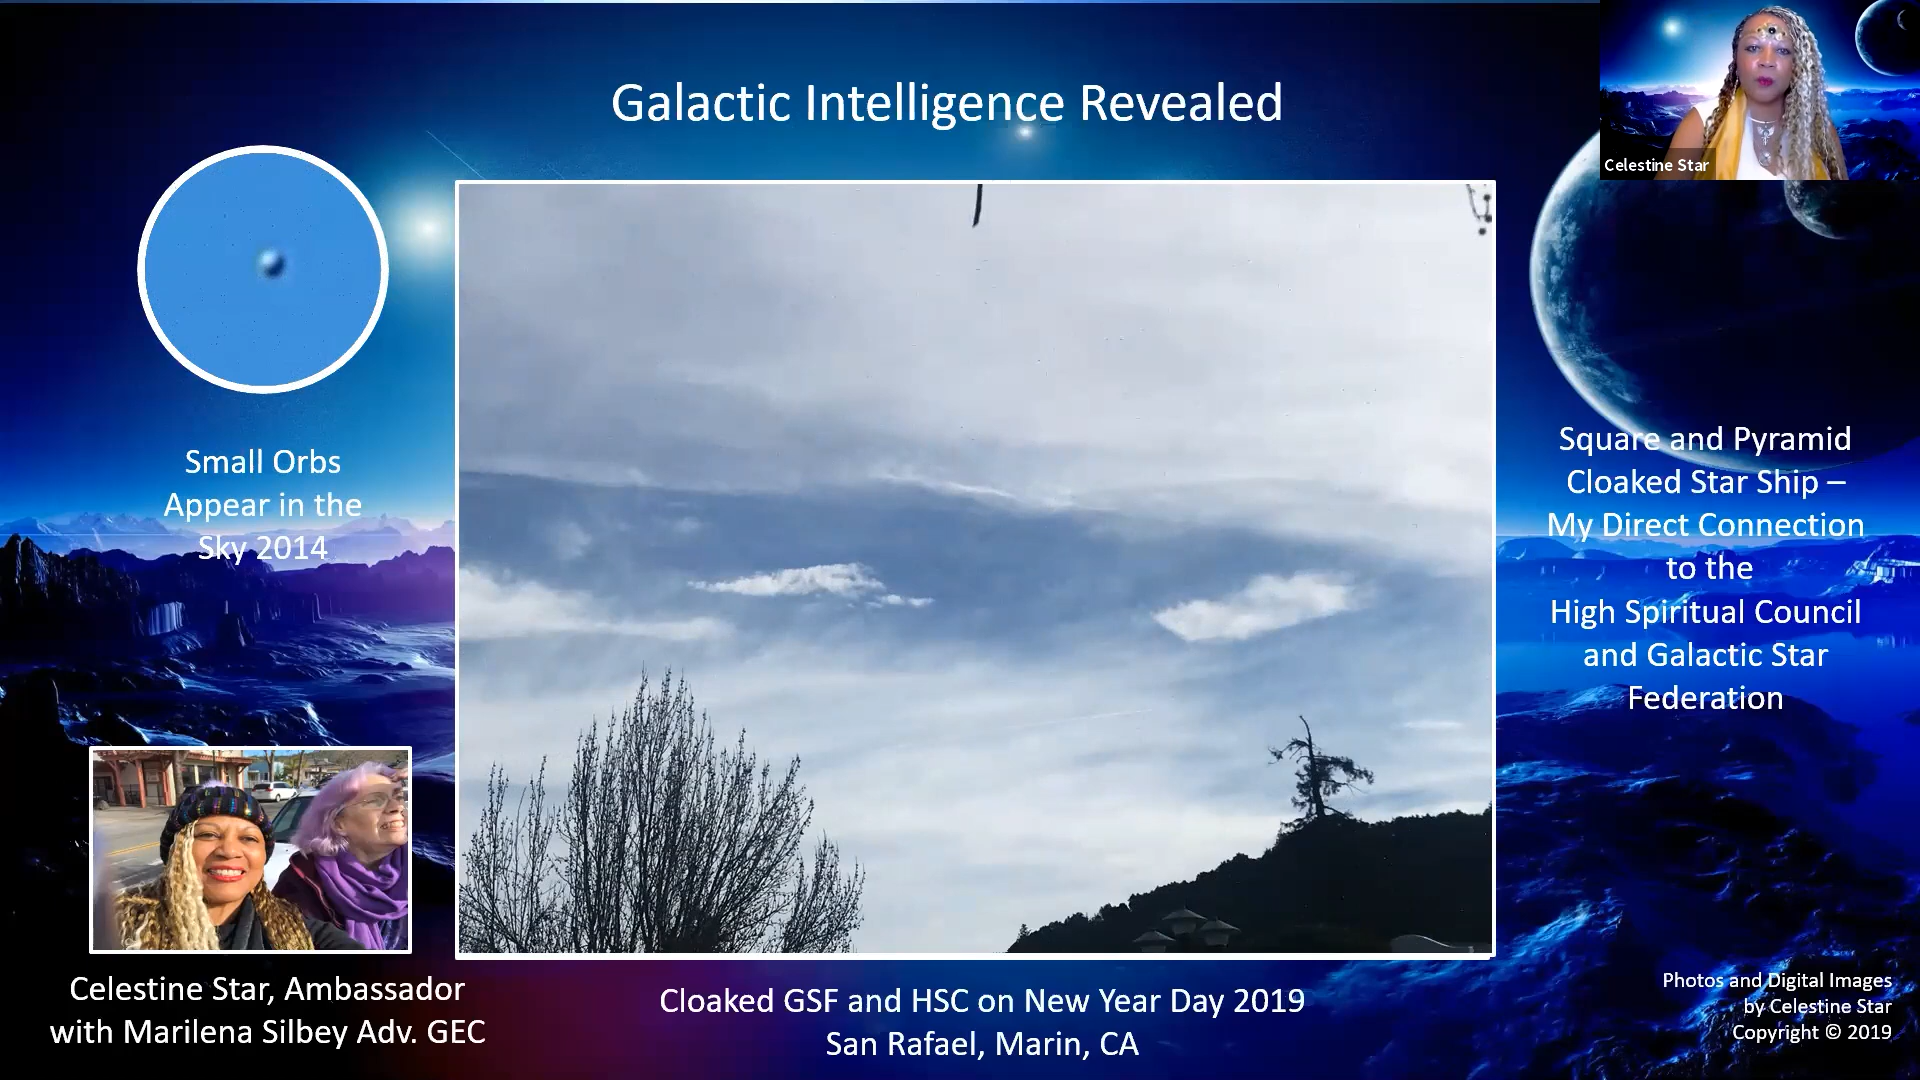 Galactic Intelligence Revealed
Celestine Star
Small Orbs
Appear in the
Sky 2014
Square and Pyramid
Cloaked Star Ship –
My Direct Connection
to the
High Spiritual Council
and Galactic Star
Federation
Celestine Star, Ambassador
with Marilena Silbey Adv. GEC
Cloaked GSF and HSC on New Year Day 2019
San Rafael, Marin, CA
Photos and Digital Images
by Celestine Star
Copyright © 2019